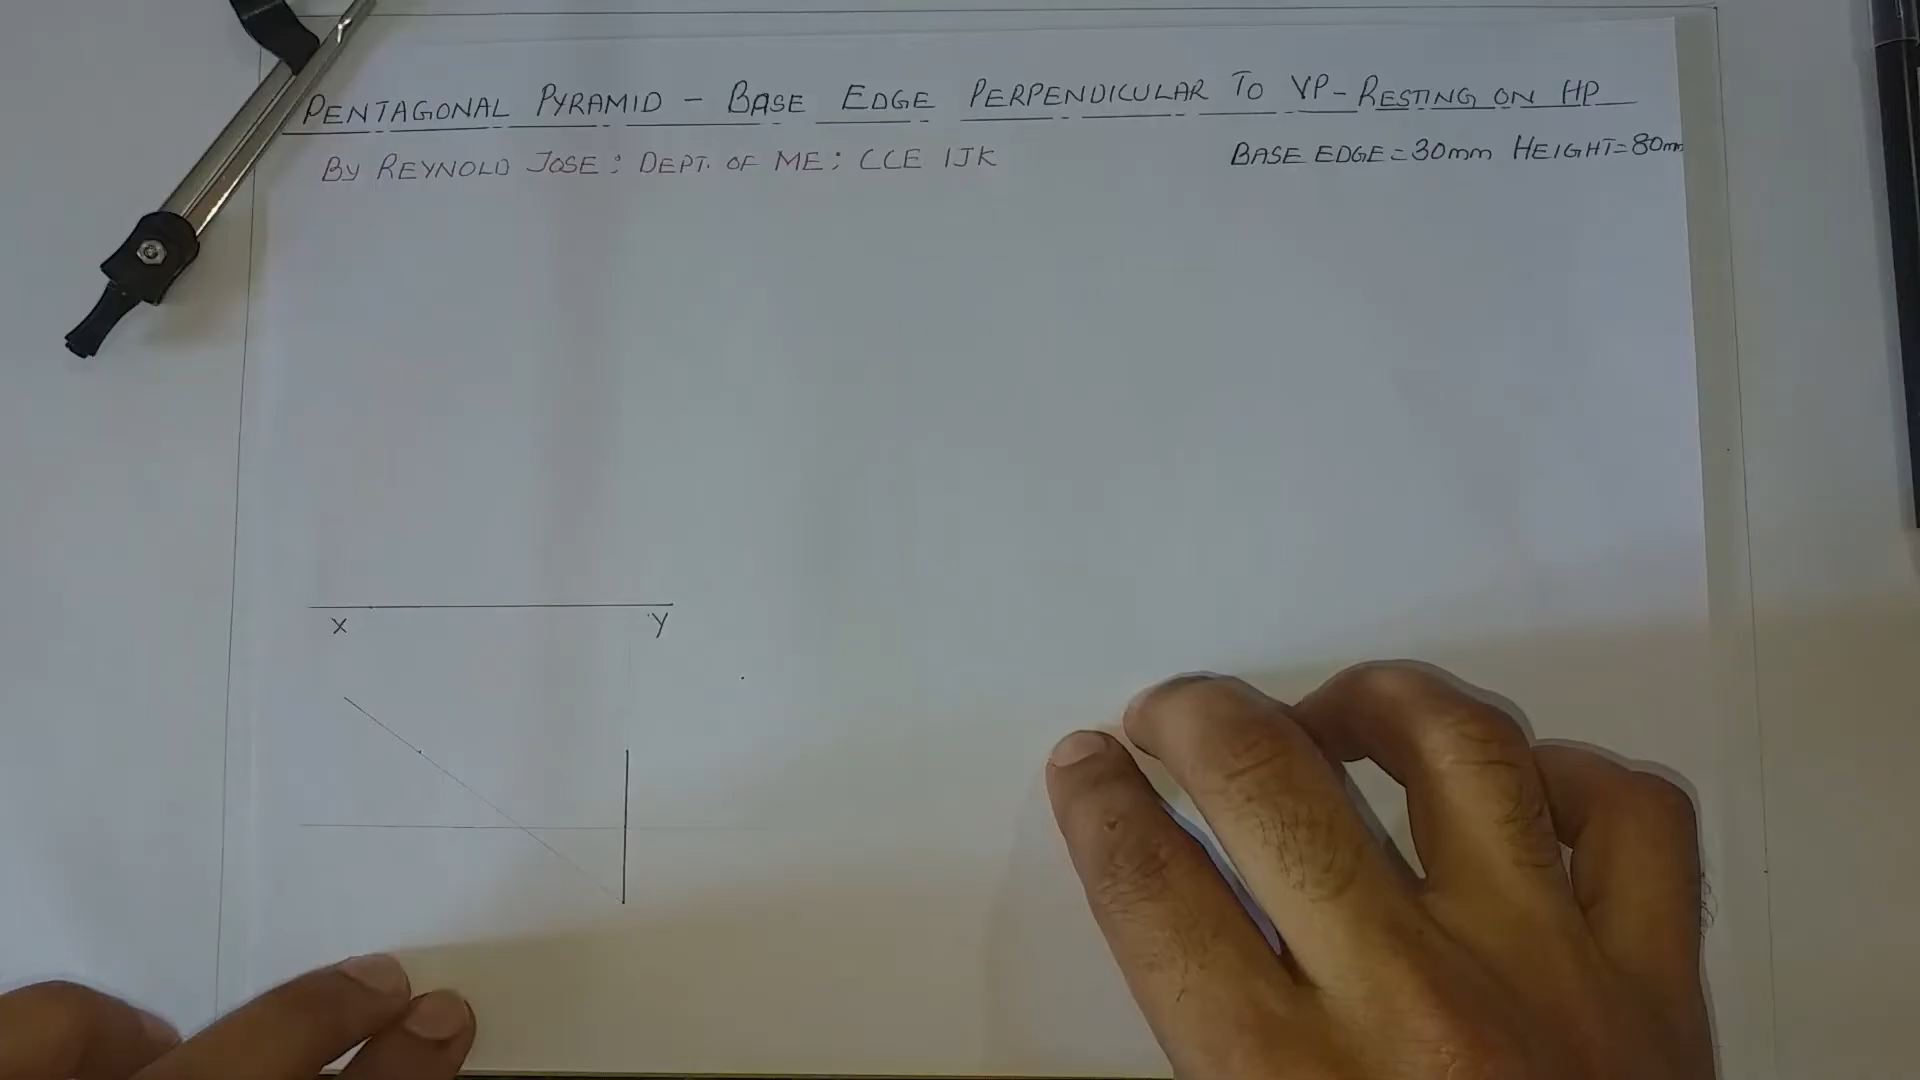 PENTAGONAL PYRAMID - BASE EDGE PERPENDICULAR TO VP-RESTING ON HP
BY REYNOLD JOSE: DEPT. OF ME; CCE IJK
BASE EDGE=30mm HEIGHT=80m
X Y